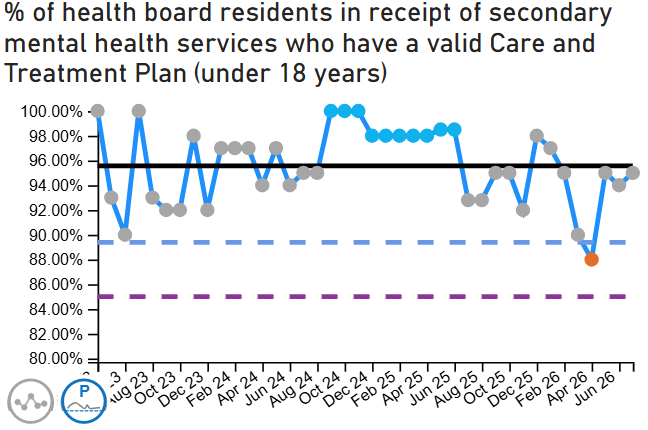 % of health board residents in receipt of secondary
mental health services who have a valid Care and
Treatment Plan (under 18 years)
100.00%
98.00%
96.00%
94.00%
92.00%
90.00%
88.00%
86.00%
84.00%
82.00%
80.00%
Oct 23
Dec 23
Feb 24
Apr 24
Jun 24
Aug 24
Oct 24
Dec 24
Feb 25
Apr 25
Jun 25
Aug 25
Oct 25
Dec 25
Feb 26
Apr 26
Jun 26
P